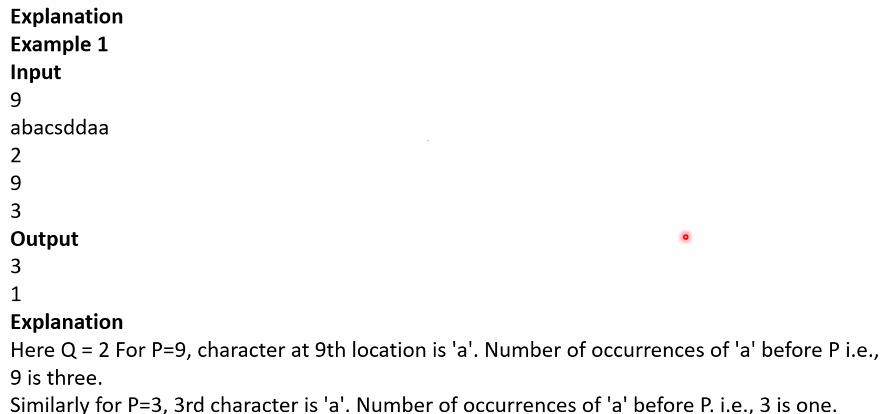 Explanation
Example 1
Input
9
abacsddaa
2
9
3
Output
3
1
Explanation
Here Q = 2 For P=9, character at 9th location is 'a'. Number of occurrences of 'a' before P i.e.,
9 is three.
Similarly for P=3, 3rd character is 'a'. Number of occurrences of 'a' before P. i.e., 3 is one.